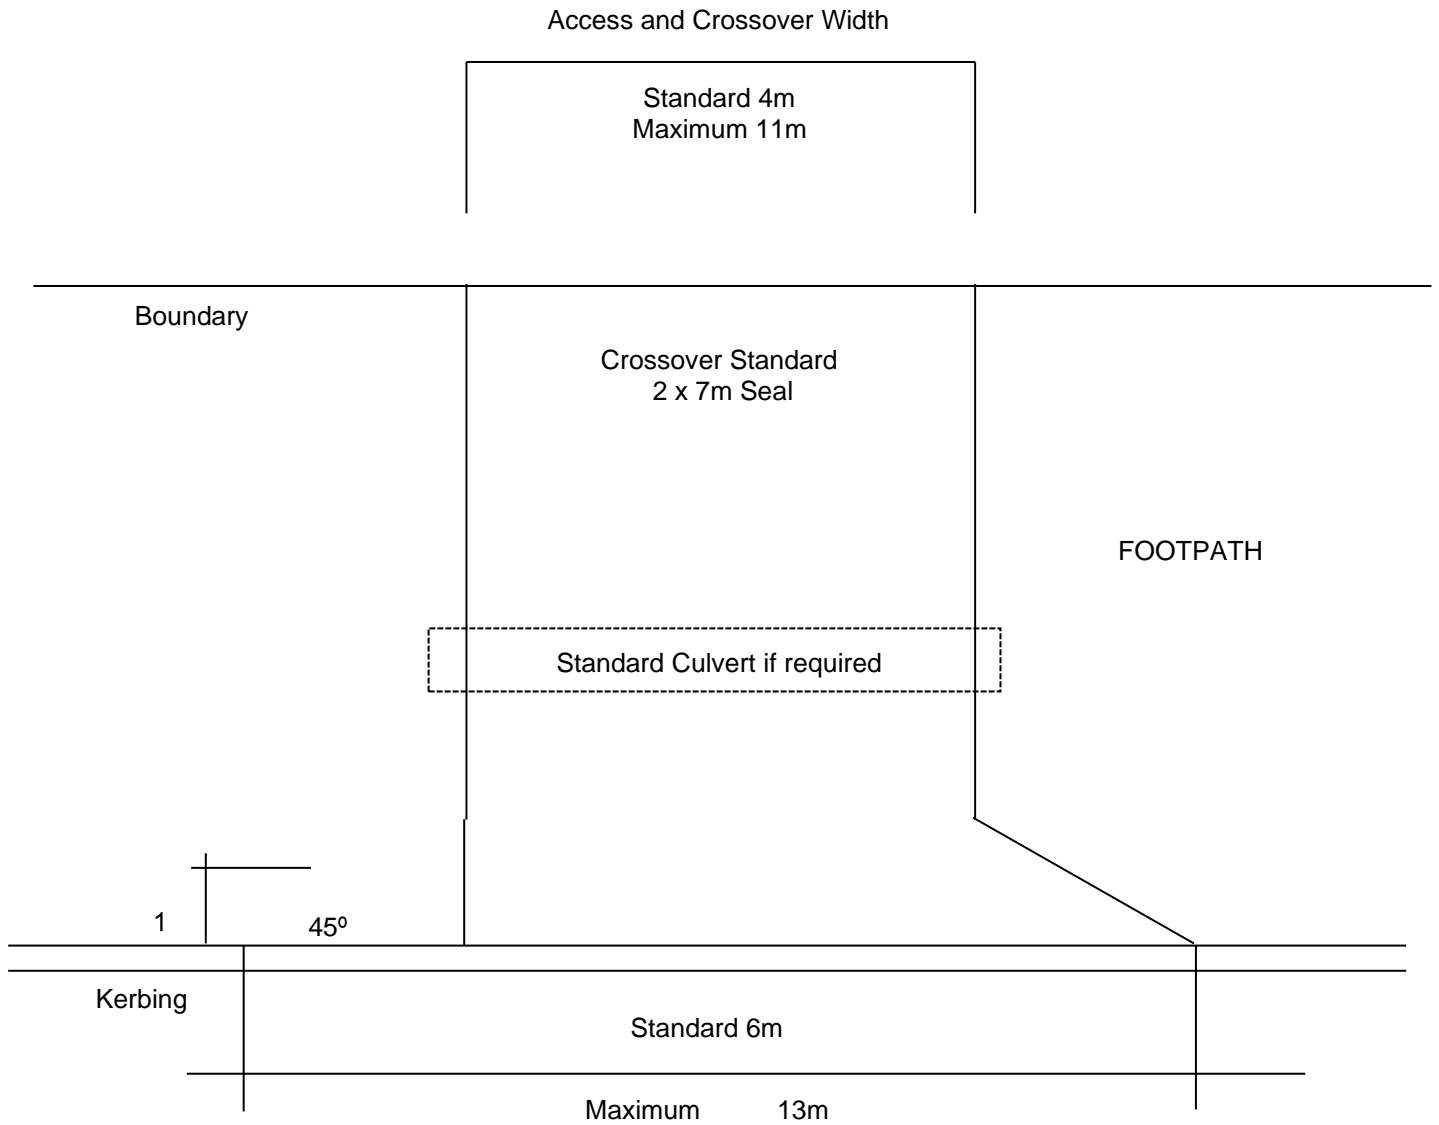 Access and Crossover Width
Standard 4m
Maximum 11m
Boundary
Crossover Standard
2 x 7m Seal
FOOTPATH
Standard Culvert if required
1
45º
Kerbing
Standard 6m
Maximum 13m